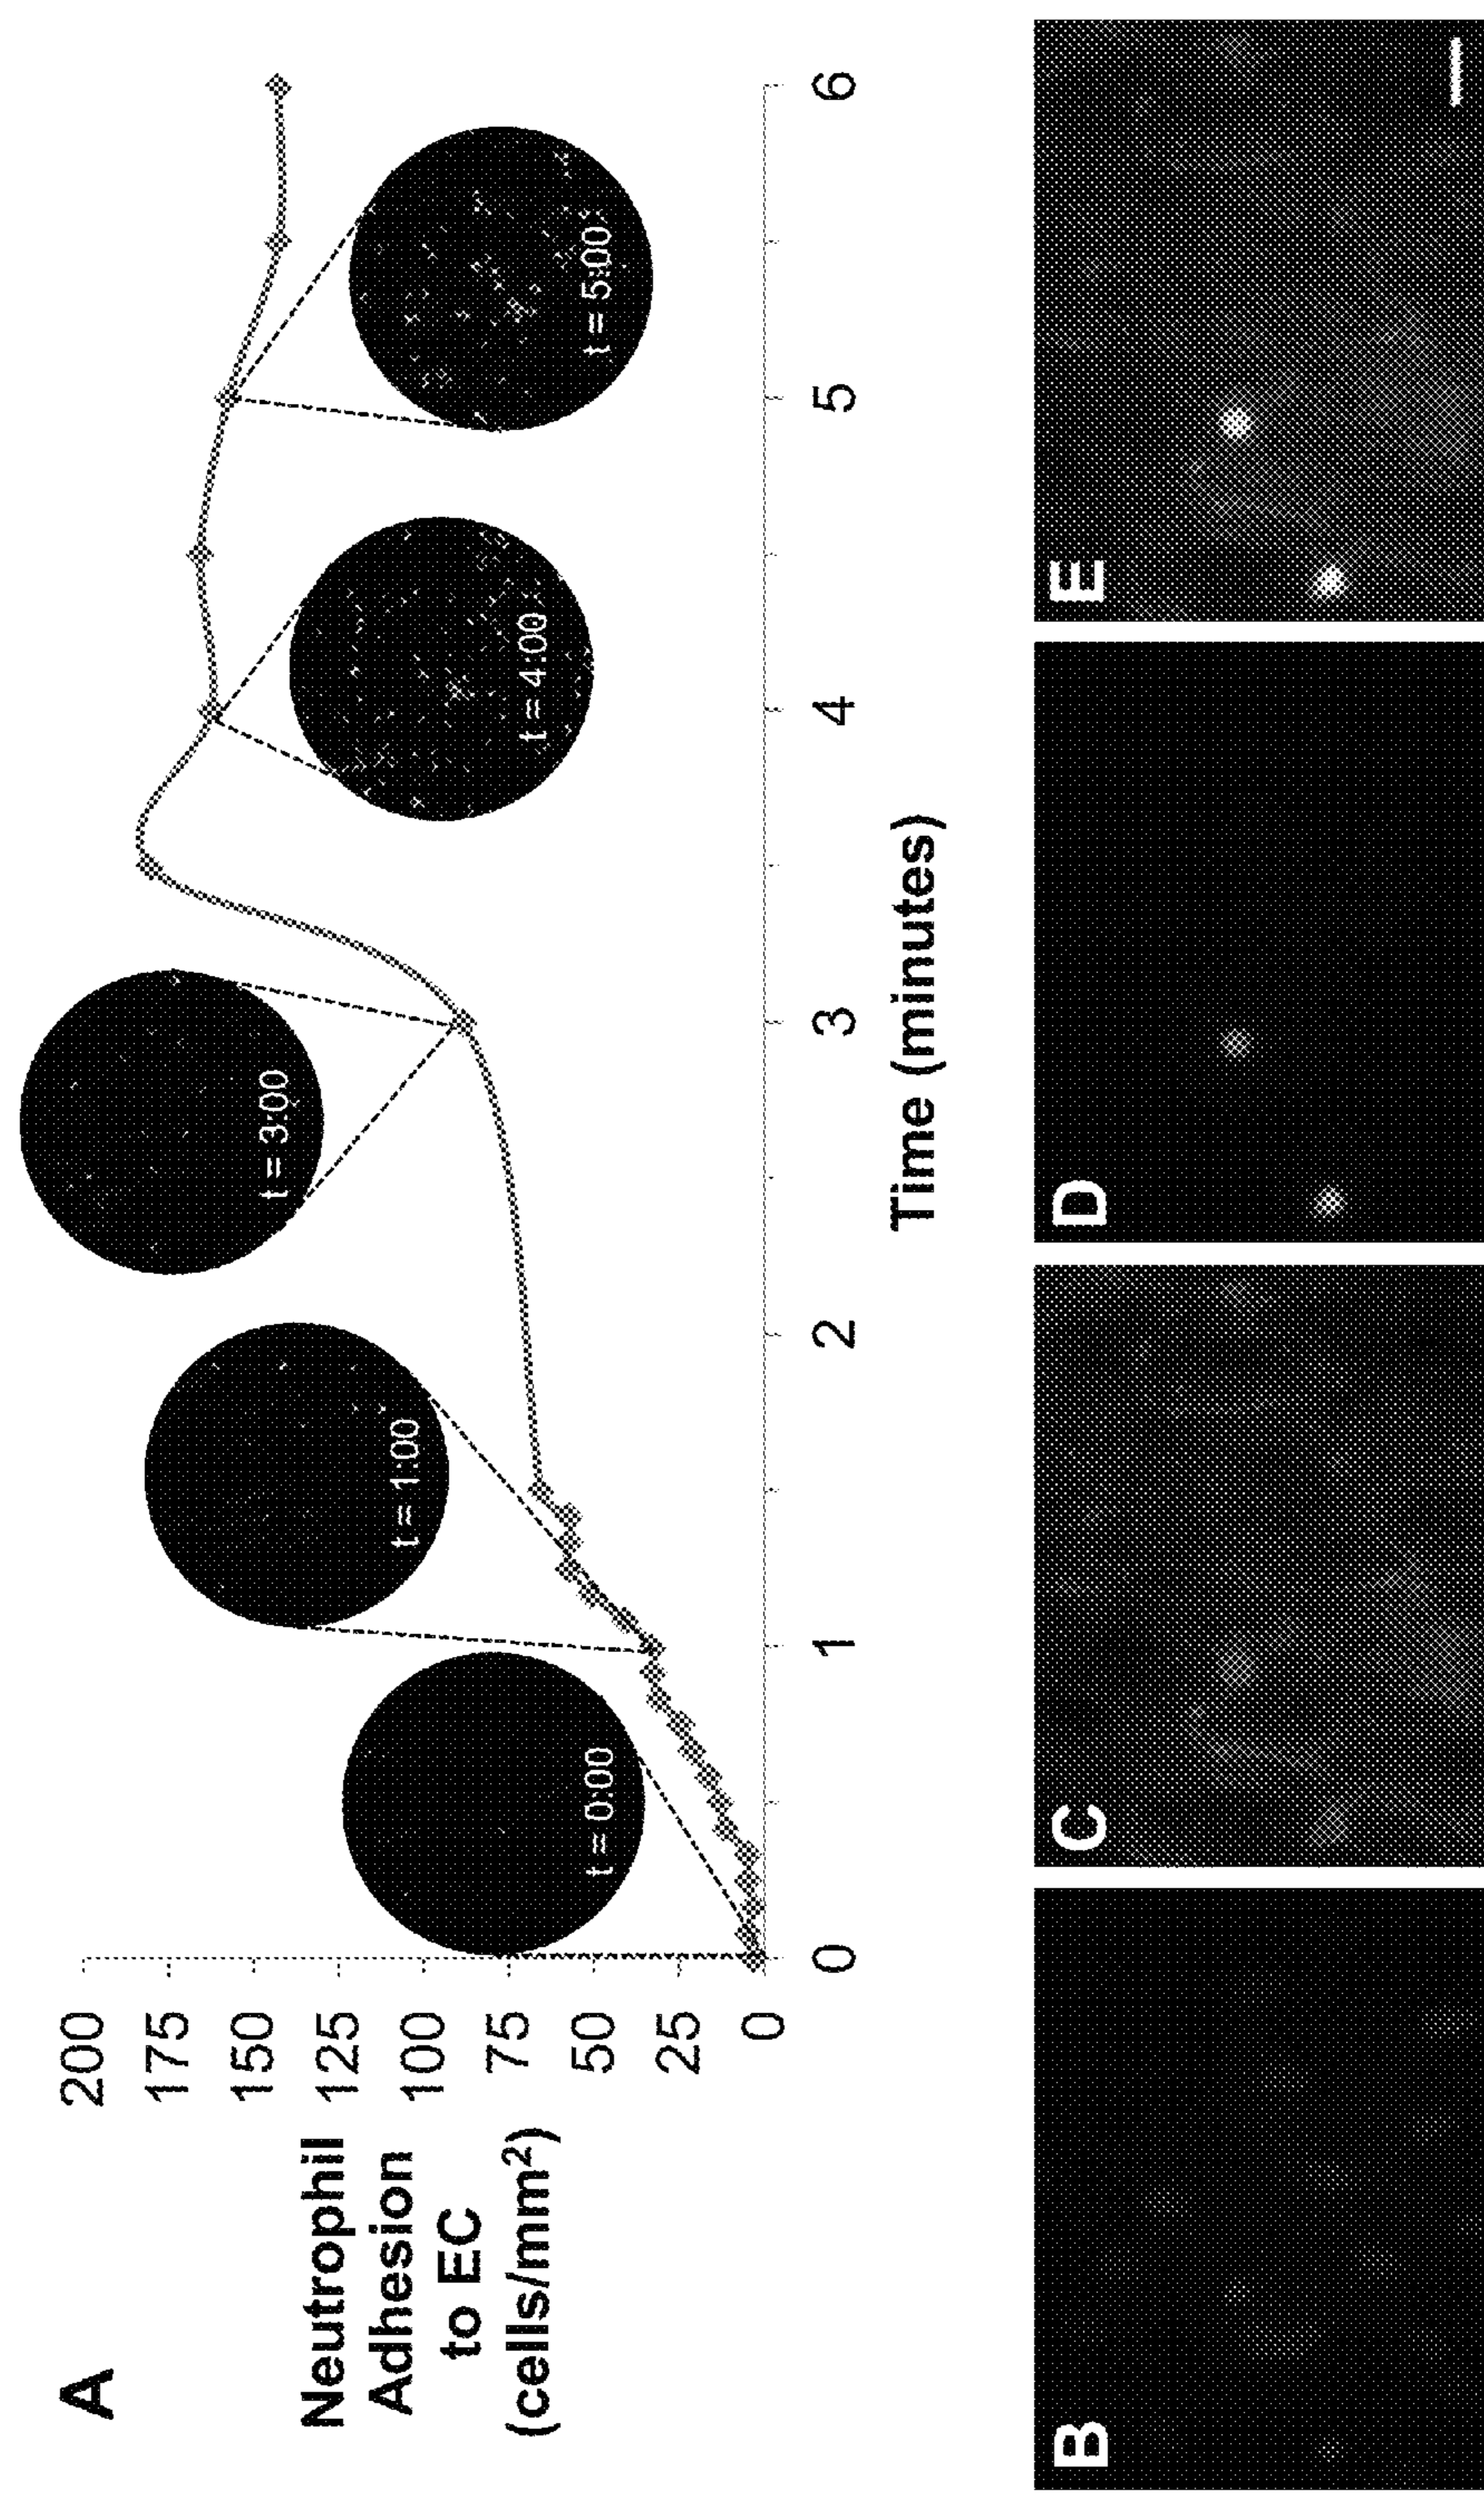 A
Neutrophil
Adhesion
to EC
(cells/mm²)
200
175
150
125
100
75
50
25
0
t = 0:00
t = 1:00
t = 3:00
t = 4:00
t = 5:00
0 1 2 3 4 5 6
Time (minutes)
B
C
D
E